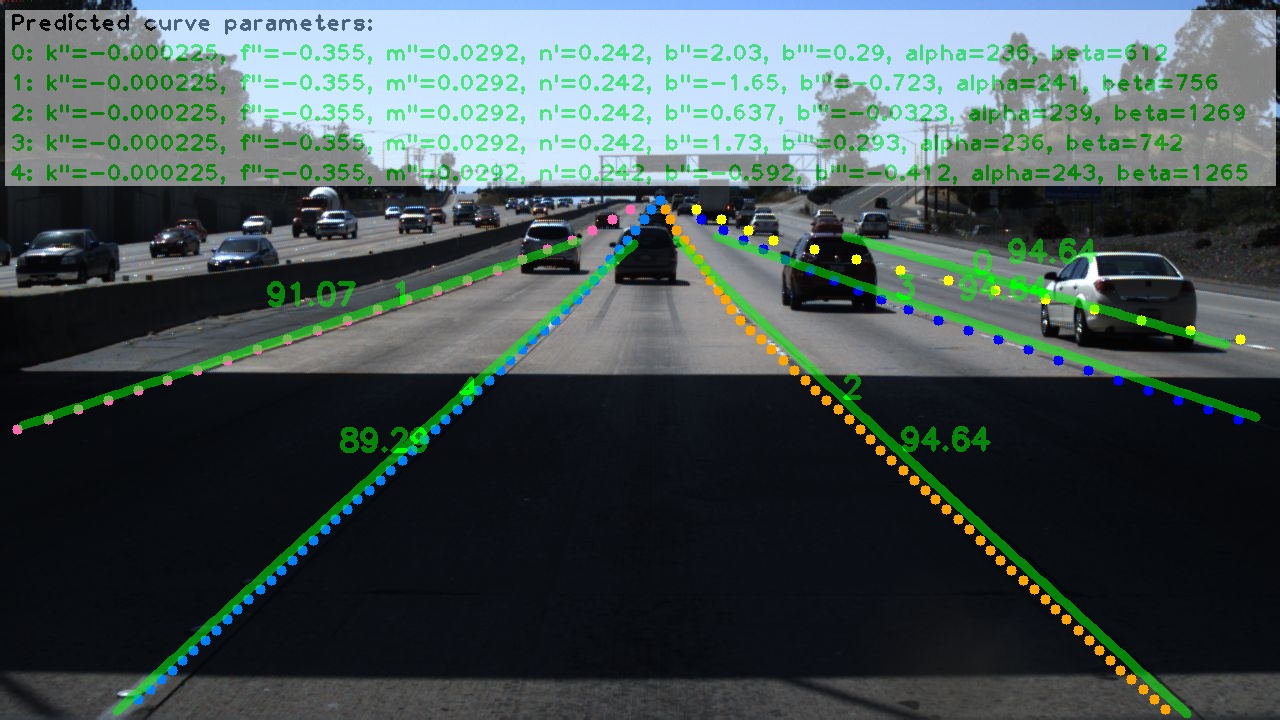 Predicted curve parameters:
0: k''=-0.000225, f''=-0.355, m''=0.0292, n'=0.242, b''=2.03, b'''=0.29, alpha=236, beta=612
1: k''=-0.000225, f''=-0.355, m''=0.0292, n'=0.242, b''=-1.65, b'''=-0.723, alpha=241, beta=756
2: k''=-0.000225, f''=-0.355, m''=0.0292, n'=0.242, b''=0.637, b'''=-0.0323, alpha=239, beta=1269
3: k''=-0.000225, f''=-0.355, m''=0.0292, n'=0.242, b''=1.73, b'''=0.293, alpha=236, beta=742
4: k''=-0.000225, f''=-0.355, m''=0.0292, n'=0.242, b''=-0.592, b'''=-0.412, alpha=243, beta=1265
0 94.64
91.07 1
3 94.64
4
2
89.29
94.64